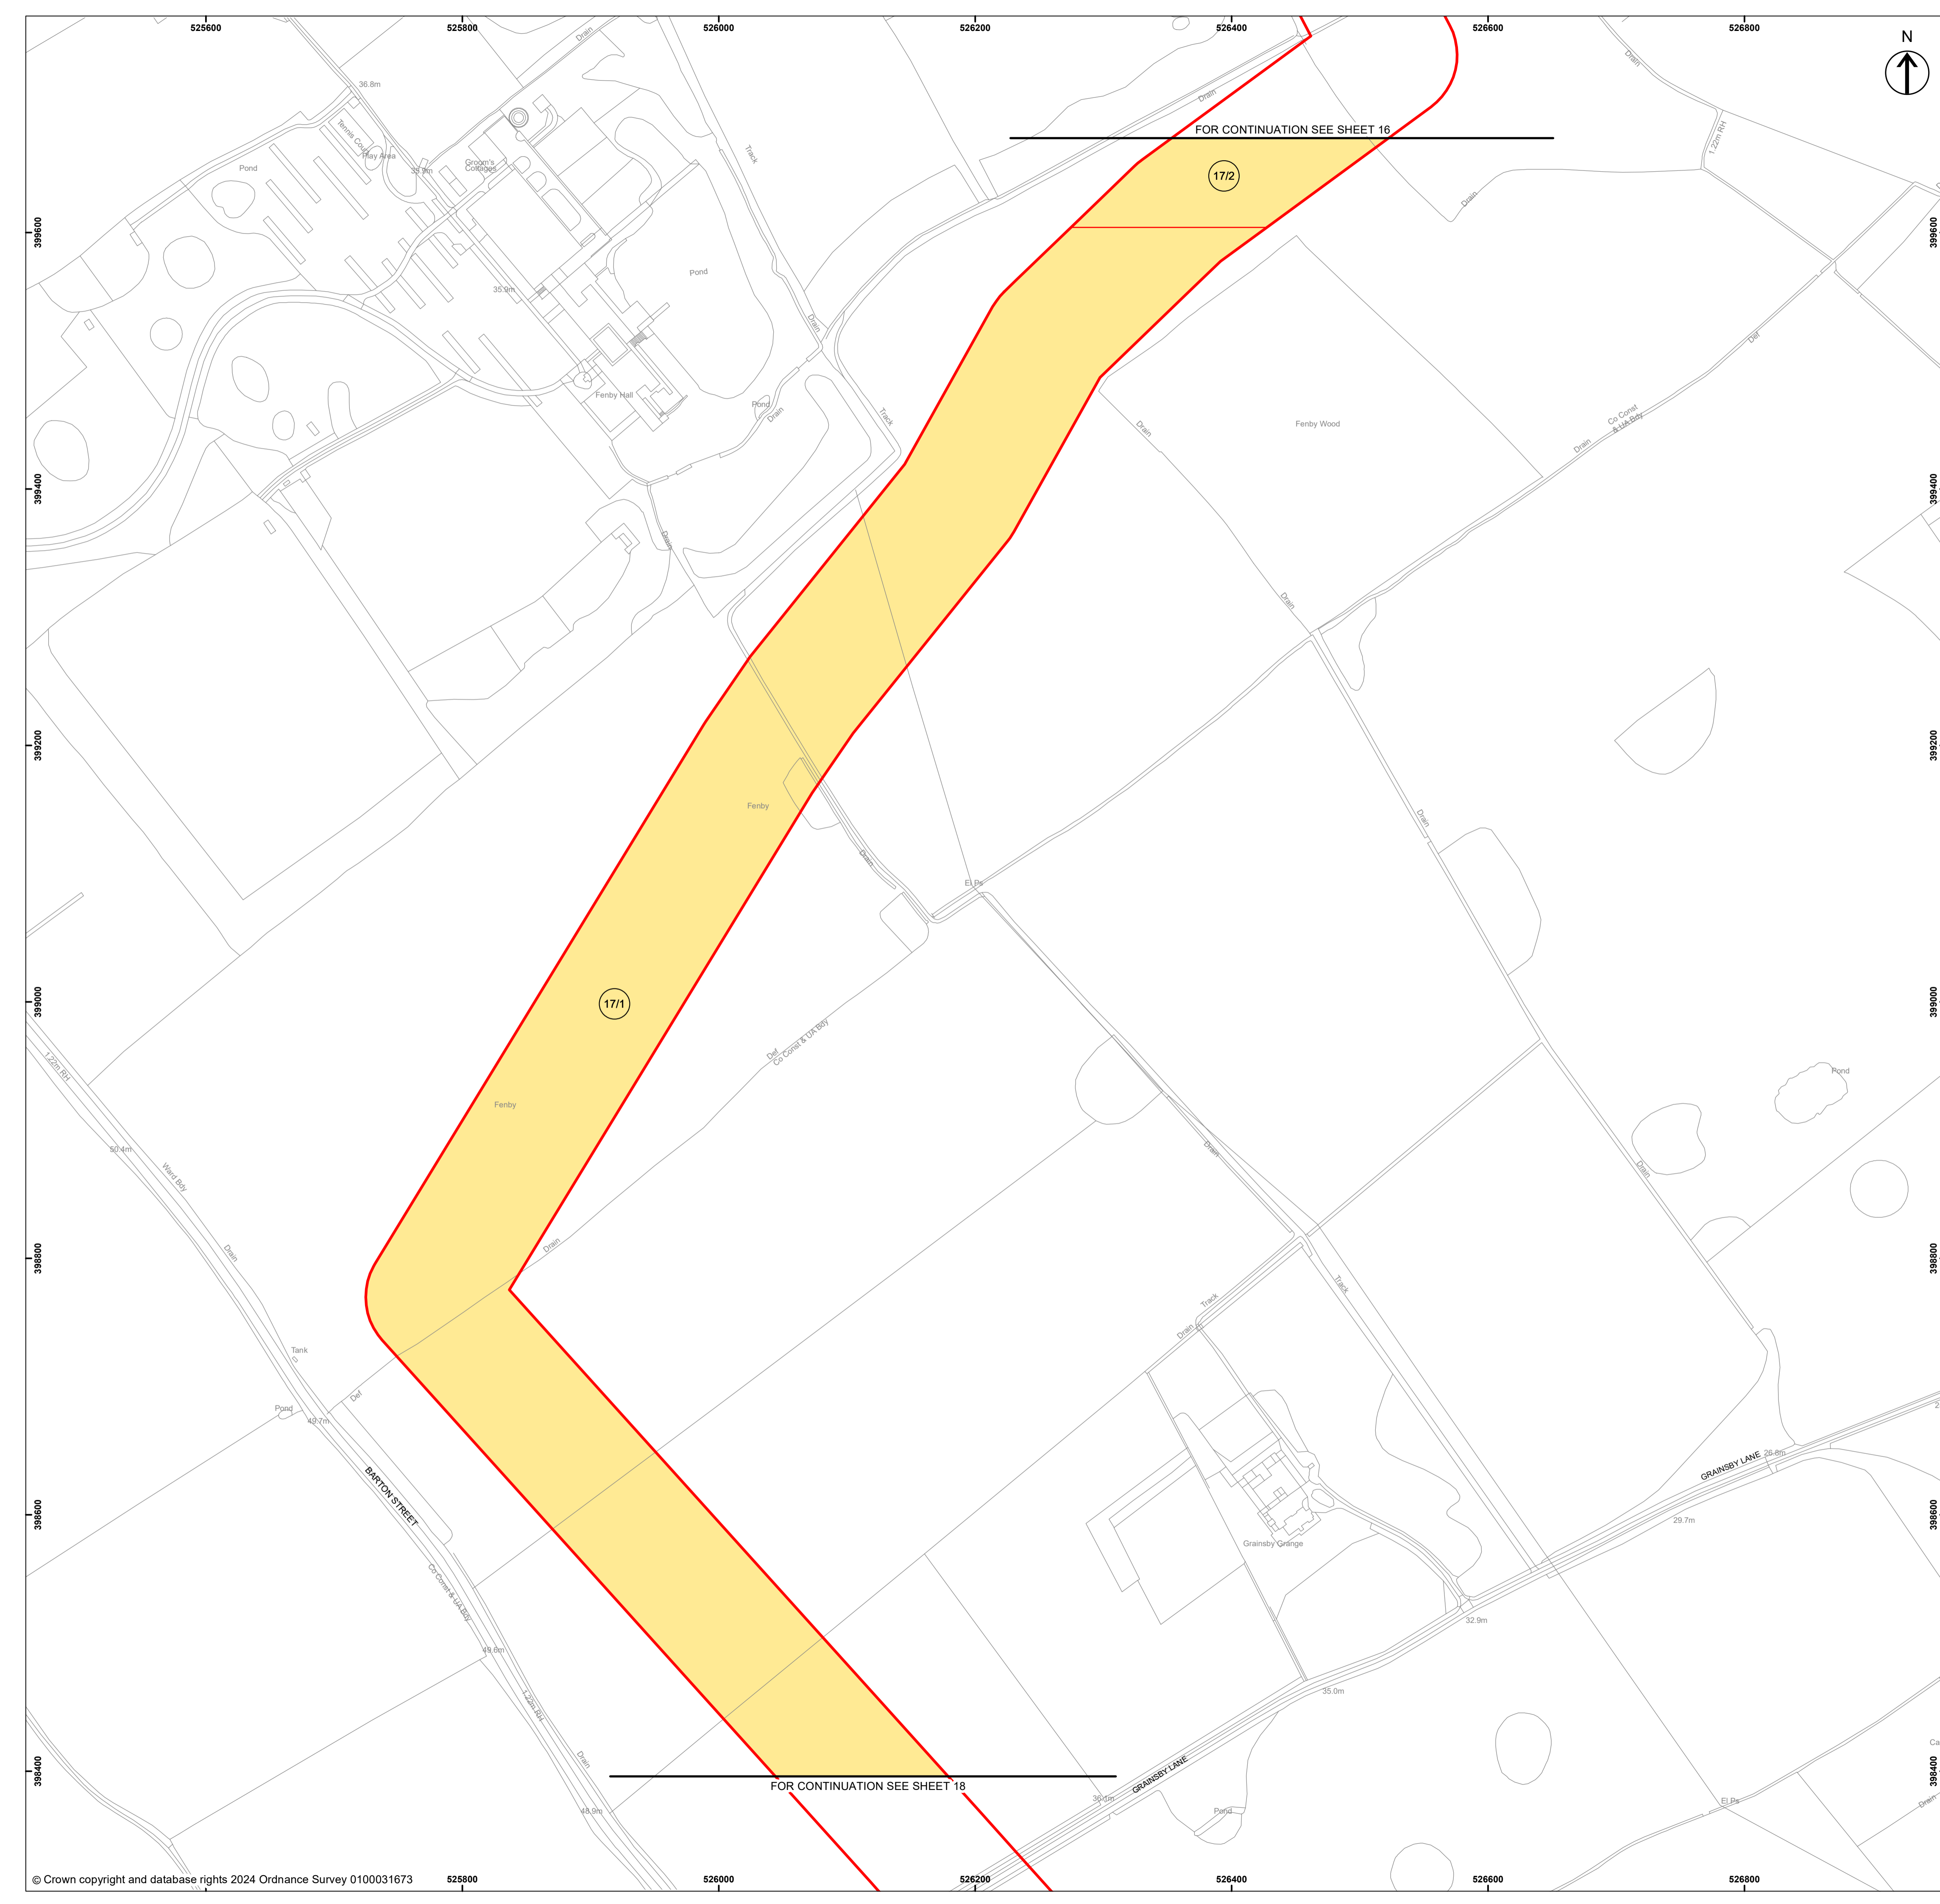 525600
525800
526000
526200
526400
526600
526800
N
Drain
Drain
36.8m
Drain
Tennis Court
Play Area
35.9m
Groom's
Cottages
Track
1.22m RH
FOR CONTINUATION SEE SHEET 16
Pond
17/2
Drain
399600
399600
Pond
35.9m
Drain
Def
Fenby Hall
Pond
Drain
Track
Drain
Fenby Wood
Co Const
& UA Bdy
Drain
399400
399400
Drain
Drain
399200
399200
Fenby
Drain
Drain
El Ps
399000
399000
17/1
Def
Co Const & UA Bdy
1.22m RH
Pond
Fenby
50.4m
Ward Bdy
Drain
Drain
Drain
Drain
398800
398800
Track
Track
Drain
Tank
Def
Pond
49.7m
BARTON STREET
GRAINSBY LANE
26.8m
398600
398600
29.7m
Grainsby Grange
Co Const & UA Bdy
32.9m
49.6m
1.22m RH
35.0m
Drain
398400
398400
FOR CONTINUATION SEE SHEET 18
GRAINSBY LANE
36.1m
48.9m
Pond
El Ps
Drain
© Crown copyright and database rights 2024 Ordnance Survey 0100031673
525800
526000
526200
526400
526600
526800